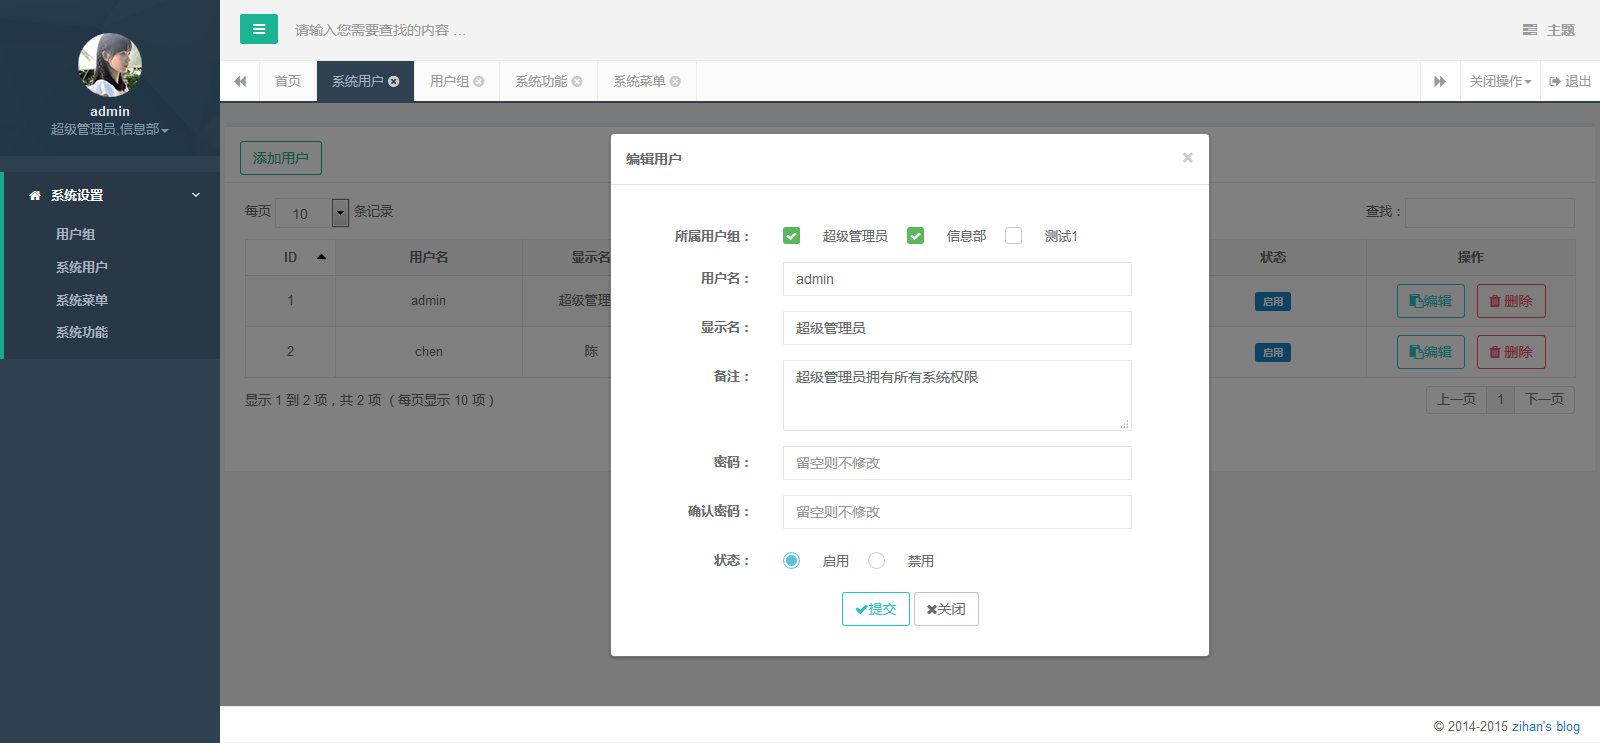 请输入您需要查找的内容 …
主题
admin
超级管理员,信息部
首页
系统用户
用户组
系统功能
系统菜单
关闭操作
退出
系统设置
用户组
系统用户
系统菜单
系统功能
添加用户
每页 10 条记录
查找：
ID 用户名 显示名 状态 操作
1 admin 超级管理 启用 编辑 删除
2 chen 陈 启用 编辑 删除
显示 1 到 2 项，共 2 项 （每页显示 10 项）
上一页 1 下一页
编辑用户
所属用户组： 超级管理员 信息部 测试1
用户名： admin
显示名： 超级管理员
备注： 超级管理员拥有所有系统权限
密码： 留空则不修改
确认密码： 留空则不修改
状态： 启用 禁用
提交 关闭
© 2014-2015 zihan's blog